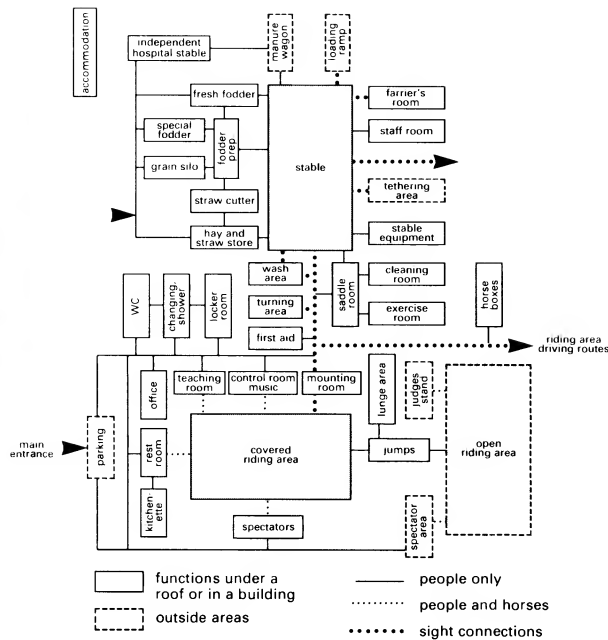 accommodation
independent
hospital stable
manure
wagon
loading
ramp
fresh fodder
farrier's
room
special
fodder
fodder
prep
staff room
stable
grain silo
tethering
area
straw cutter
hay and
straw store
stable
equipment
wash
area
saddle
room
cleaning
room
WC
changing,
shower
locker
room
turning
area
exercise
room
horse
boxes
first aid
riding area
driving routes
office
teaching
room
control room
music
mounting
room
lunge area
judges
stand
main
entrance
parking
rest
room
covered
riding area
jumps
open
riding area
kitchen-
ette
spectators
spectator
area
functions under a
roof or in a building
outside areas
people only
people and horses
sight connections